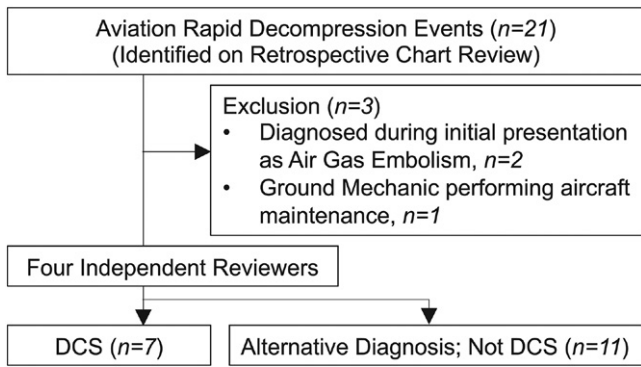 Aviation Rapid Decompression Events (n=21)
(Identified on Retrospective Chart Review)
Exclusion (n=3)
• Diagnosed during initial presentation
as Air Gas Embolism, n=2
• Ground Mechanic performing aircraft
maintenance, n=1
Four Independent Reviewers
DCS (n=7)
Alternative Diagnosis; Not DCS (n=11)